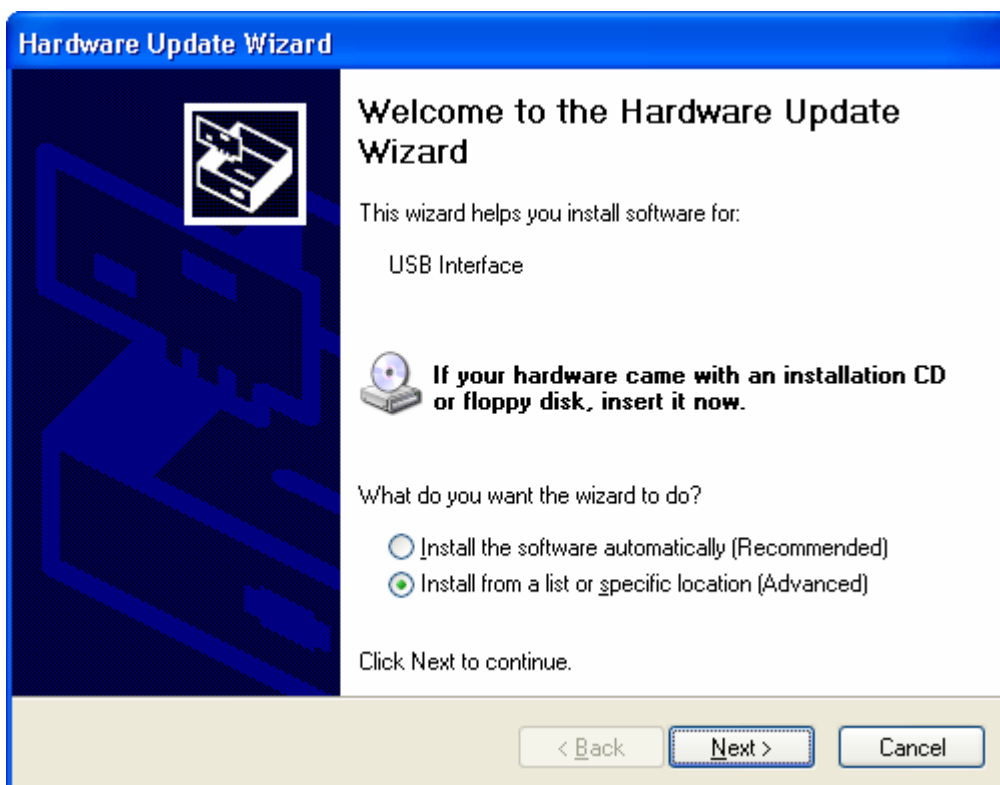 Hardware Update Wizard
Welcome to the Hardware Update
Wizard
This wizard helps you install software for:
USB Interface
If your hardware came with an installation CD
or floppy disk, insert it now.
What do you want the wizard to do?
Install the software automatically (Recommended)
Install from a list or specific location (Advanced)
Click Next to continue.
< Back Next > Cancel